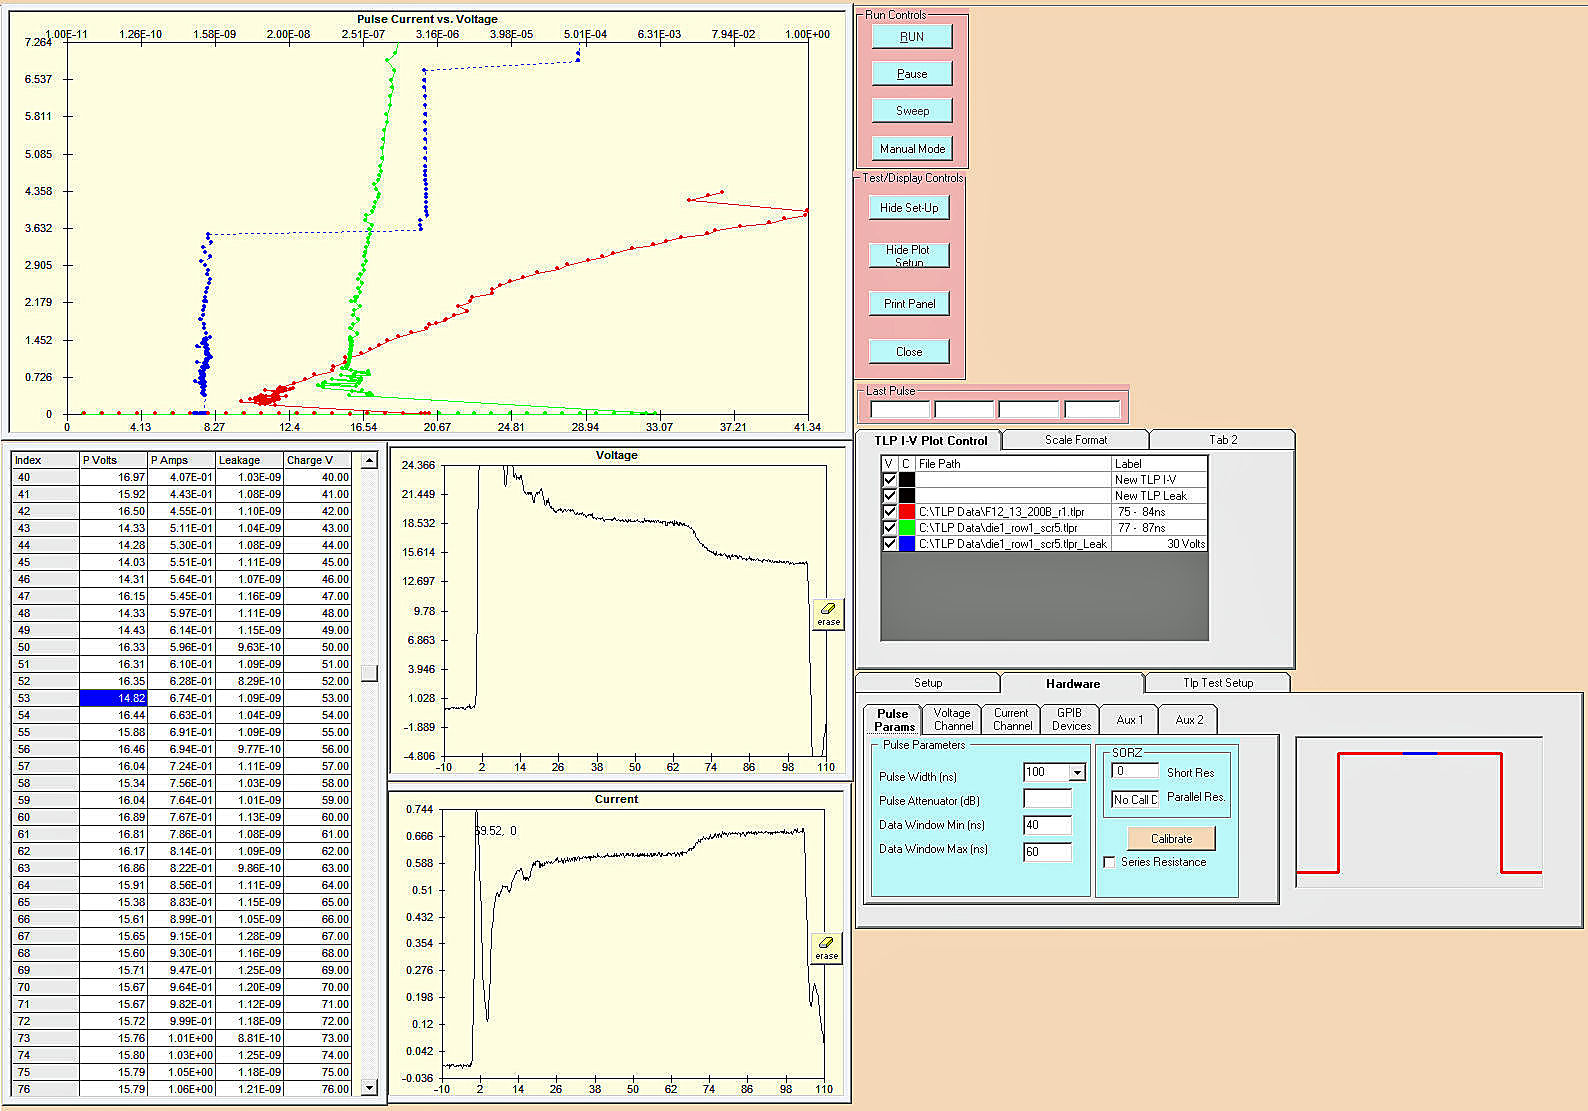 Pulse Current vs. Voltage
1.00E-11 1.26E-10 1.58E-09 2.00E-08 2.51E-07 3.16E-06 3.98E-05 5.01E-04 6.31E-03 7.94E-02 1.00E+00
7.264
6.537
5.811
5.085
4.358
3.632
2.905
2.179
1.452
0.726
0
0 4.13 8.27 12.4 16.54 20.67 24.81 28.94 33.07 37.21 41.34
Index P Volts P Amps Leakage Charge V
40 16.97 4.07E-01 1.03E-09 40.00
41 15.92 4.43E-01 1.08E-09 41.00
42 16.50 4.55E-01 1.10E-09 42.00
43 14.33 5.11E-01 1.04E-09 43.00
44 14.28 5.30E-01 1.08E-09 44.00
45 14.03 5.51E-01 1.11E-09 45.00
46 14.31 5.64E-01 1.07E-09 46.00
47 16.15 5.45E-01 1.16E-09 47.00
48 14.33 5.97E-01 1.11E-09 48.00
49 14.43 6.14E-01 1.15E-09 49.00
50 16.33 5.96E-01 9.63E-10 50.00
51 16.31 6.10E-01 1.09E-09 51.00
52 16.35 6.28E-01 8.29E-10 52.00
53 14.82 6.74E-01 1.09E-09 53.00
54 16.44 6.63E-01 1.04E-09 54.00
55 15.88 6.91E-01 1.09E-09 55.00
56 16.46 6.94E-01 9.77E-10 56.00
57 16.04 7.24E-01 1.11E-09 57.00
58 15.34 7.56E-01 1.03E-09 58.00
59 16.04 7.64E-01 1.01E-09 59.00
60 16.89 7.67E-01 1.13E-09 60.00
61 16.81 7.86E-01 1.08E-09 61.00
62 16.17 8.14E-01 1.09E-09 62.00
63 16.86 8.22E-01 9.86E-10 63.00
64 15.91 8.56E-01 1.11E-09 64.00
65 15.38 8.83E-01 1.15E-09 65.00
66 15.61 8.99E-01 1.05E-09 66.00
67 15.65 9.15E-01 1.28E-09 67.00
68 15.60 9.30E-01 1.16E-09 68.00
69 15.71 9.47E-01 1.25E-09 69.00
70 15.67 9.64E-01 1.20E-09 70.00
71 15.67 9.82E-01 1.12E-09 71.00
72 15.72 9.99E-01 1.18E-09 72.00
73 15.76 1.01E+00 8.81E-10 73.00
74 15.80 1.03E+00 1.25E-09 74.00
75 15.79 1.05E+00 1.18E-09 75.00
76 15.79 1.06E+00 1.21E-09 76.00
Voltage
24.366
21.449
18.532
15.614
12.697
9.78
6.863
3.946
1.028
-1.889
-4.806
-10 2 14 26 38 50 62 74 86 98 110
erase
Current
0.744
0.666
0.588
0.51
0.432
0.354
0.276
0.198
0.12
0.042
-0.036
59.52, 0
-10 2 14 26 38 50 62 74 86 98 110
erase
Run Controls
RUN
Pause
Sweep
Manual Mode
Test/Display Controls
Hide Set-Up
Hide Plot
Setup
Print Panel
Close
Last Pulse
TLP I-V Plot Control Scale Format Tab 2
V C File Path Label
New TLP I-V
New TLP Leak
C:\TLP Data\F12_13_200B_r1.tlpr 75 - 84ns
C:\TLP Data\die1_row1_scr5.tlpr 77 - 87ns
C:\TLP Data\die1_row1_scr5.tlpr_Leak 30 Volts
Setup Hardware Tlp Test Setup
Pulse
Params
Voltage
Channel
Current
Channel
GPIB
Devices
Aux 1
Aux 2
Pulse Parameters
Pulse Width (ns) 100
Pulse Attenuator (dB)
Data Window Min (ns) 40
Data Window Max (ns) 60
SORZ
0 Short Res
No Call D Parallel Res.
Calibrate
Series Resistance